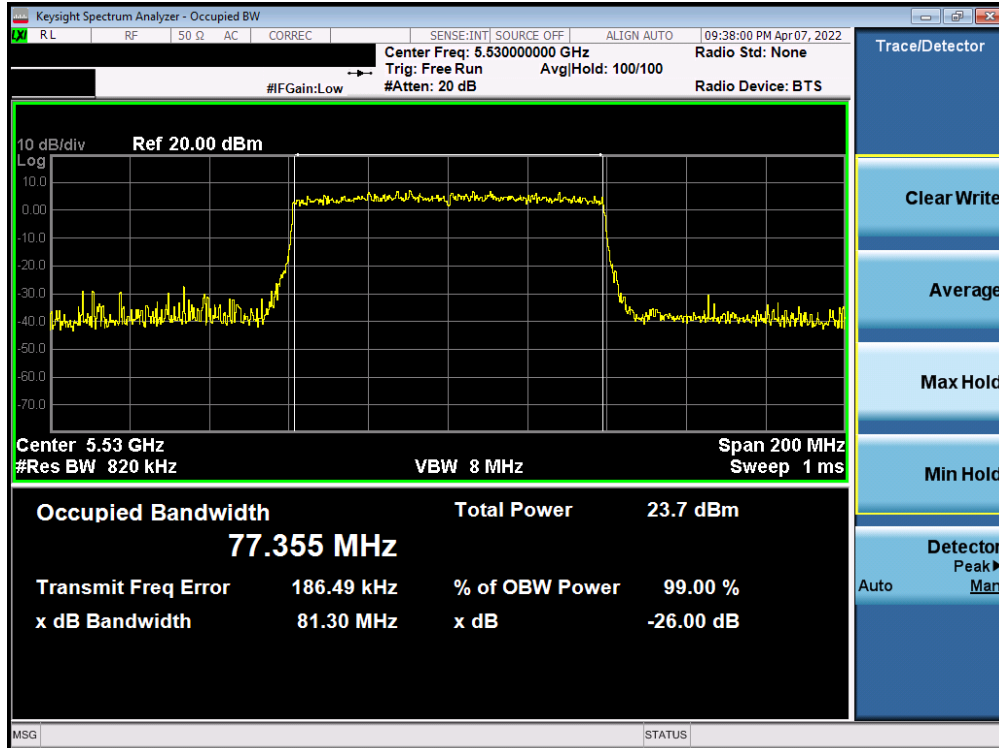 Keysight Spectrum Analyzer - Occupied BW
LXI RL RF 50 Ω AC CORREC SENSE:INT SOURCE OFF ALIGN AUTO 09:38:00 PM Apr 07, 2022
Center Freq: 5.530000000 GHz Radio Std: None
Trig: Free Run Avg|Hold: 100/100
#IFGain:Low #Atten: 20 dB Radio Device: BTS
Trace/Detector
10 dB/div Ref 20.00 dBm
Log
10.0
0.00
-10.0
-20.0
-30.0
-40.0
-50.0
-60.0
-70.0
Center 5.53 GHz Span 200 MHz
#Res BW 820 kHz VBW 8 MHz Sweep 1 ms
Occupied Bandwidth Total Power 23.7 dBm
77.355 MHz
Transmit Freq Error 186.49 kHz % of OBW Power 99.00 %
x dB Bandwidth 81.30 MHz x dB -26.00 dB
Clear Write
Average
Max Hold
Min Hold
Detector
Peak
Auto Man
MSG STATUS